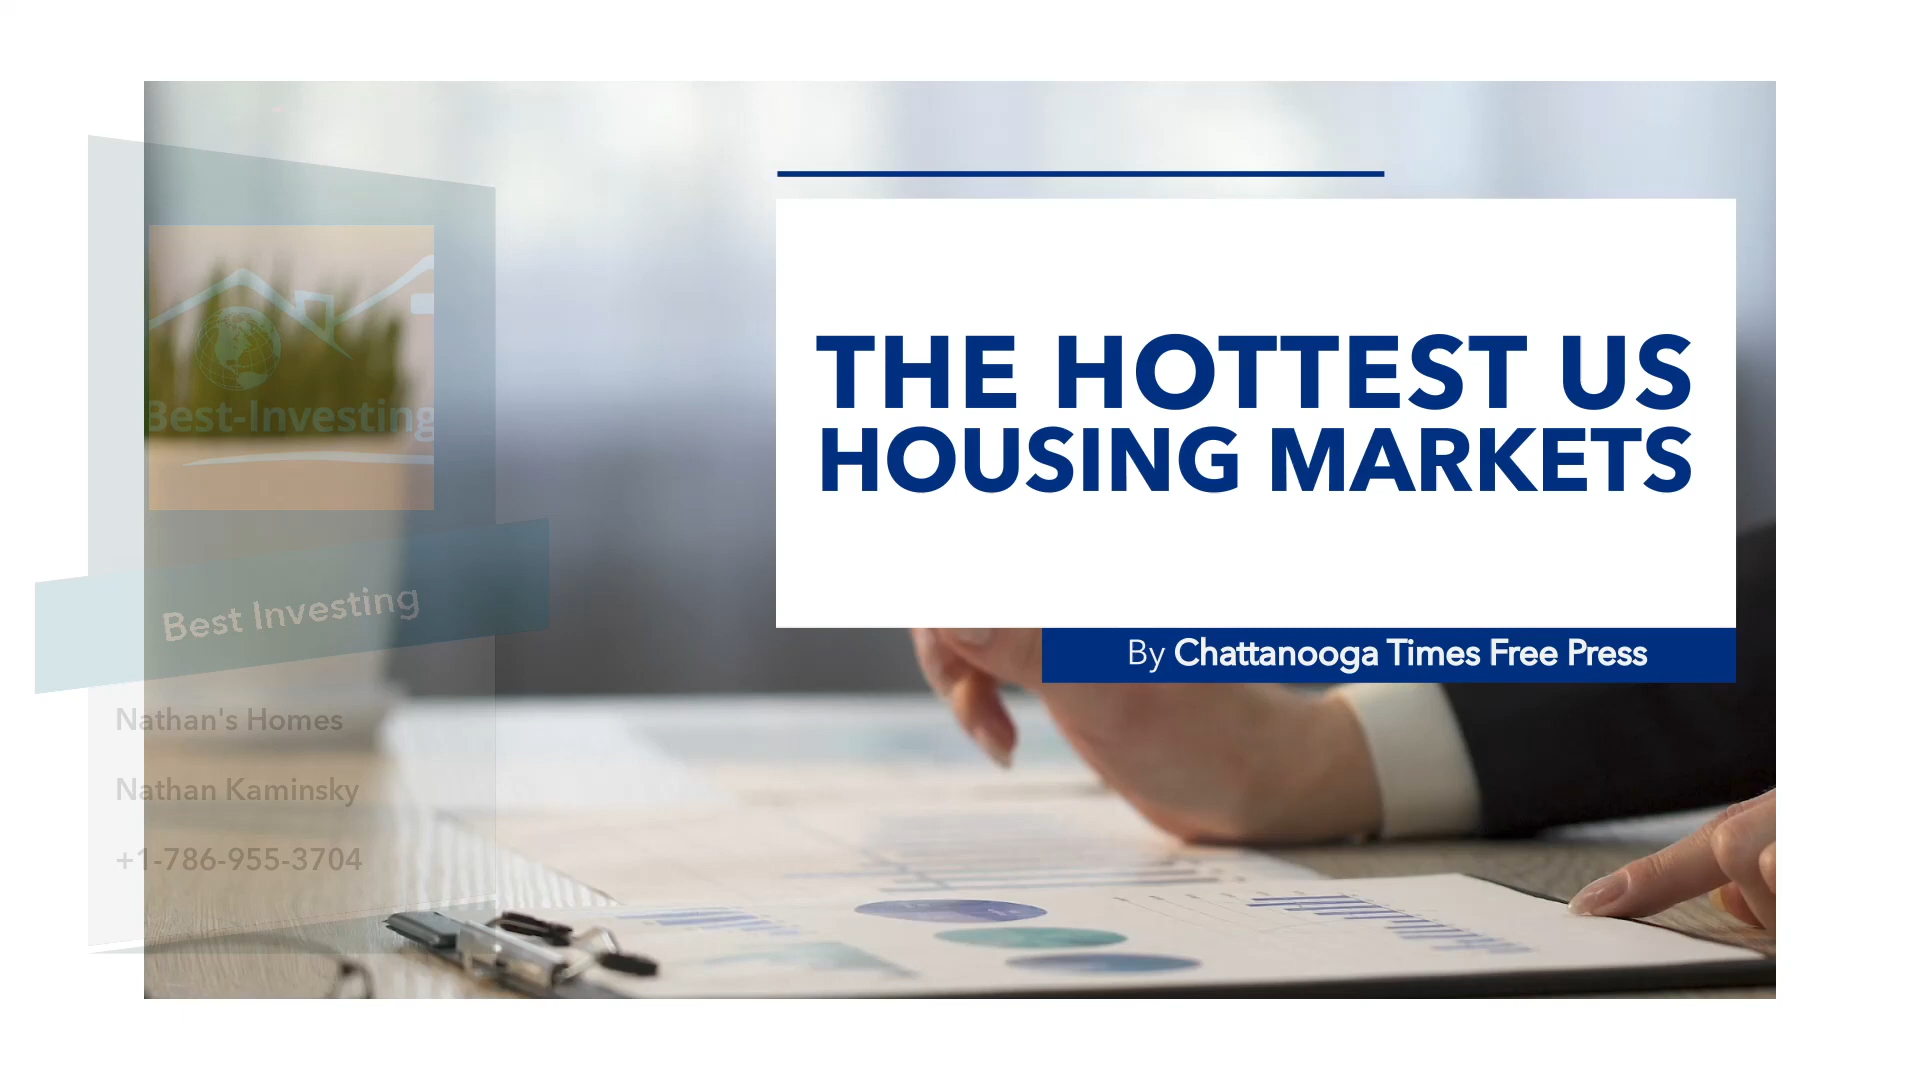 THE HOTTEST US
HOUSING MARKETS
By Chattanooga Times Free Press
Best-Investing
Best Investing
Nathan's Homes
Nathan Kaminsky
+1-786-955-3704